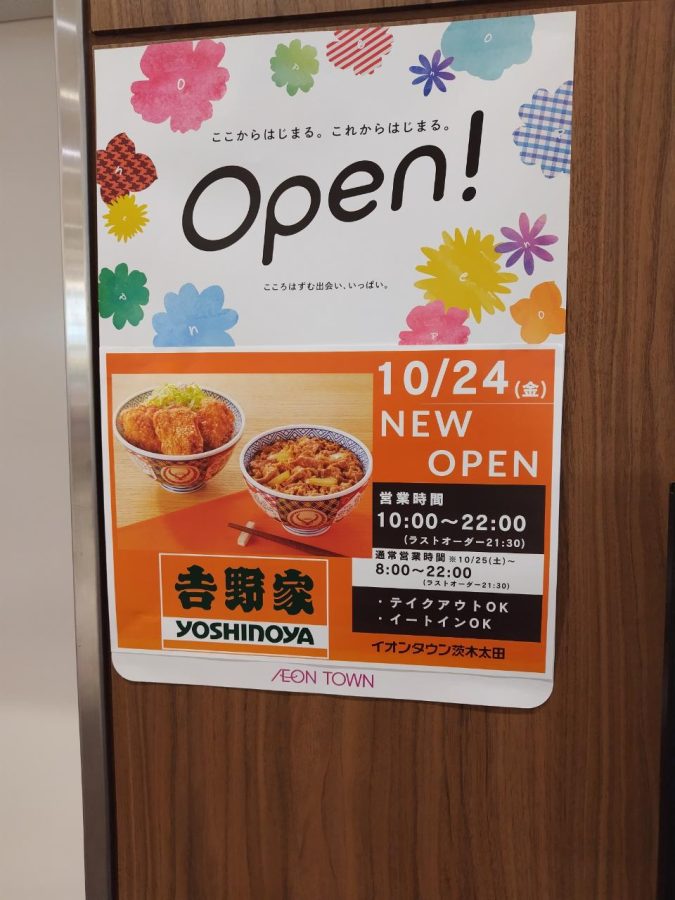 ここからはじまる。これからはじまる。
Open!
こころはずむ出会い、いっぱい。
10/24(金)
NEW
OPEN
営業時間
10:00〜22:00
(ラストオーダー21:30)
通常営業時間 ※10/25(土)〜
8:00〜22:00
(ラストオーダー21:30)
・テイクアウトOK
・イートインOK
吉野家
YOSHINOYA
イオンタウン茨木太田
ÆON TOWN